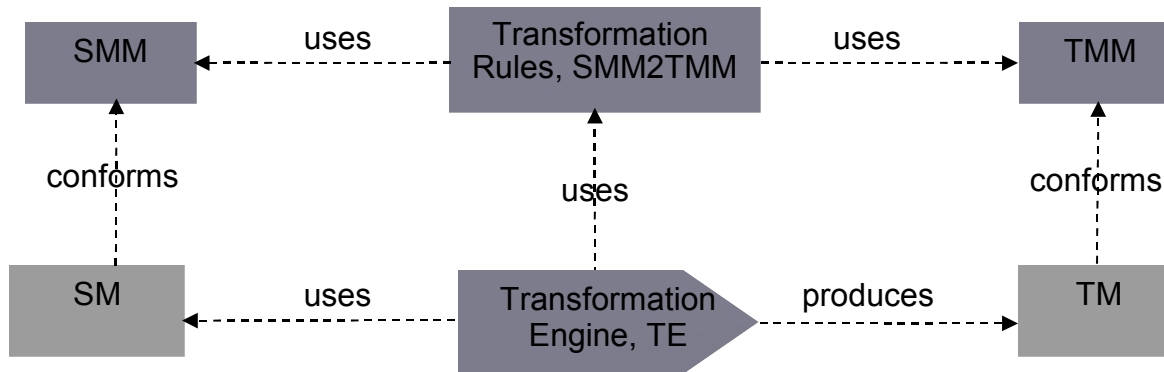 SMM
uses
Transformation
Rules, SMM2TMM
uses
TMM
conforms
uses
conforms
SM
uses
Transformation
Engine, TE
produces
TM